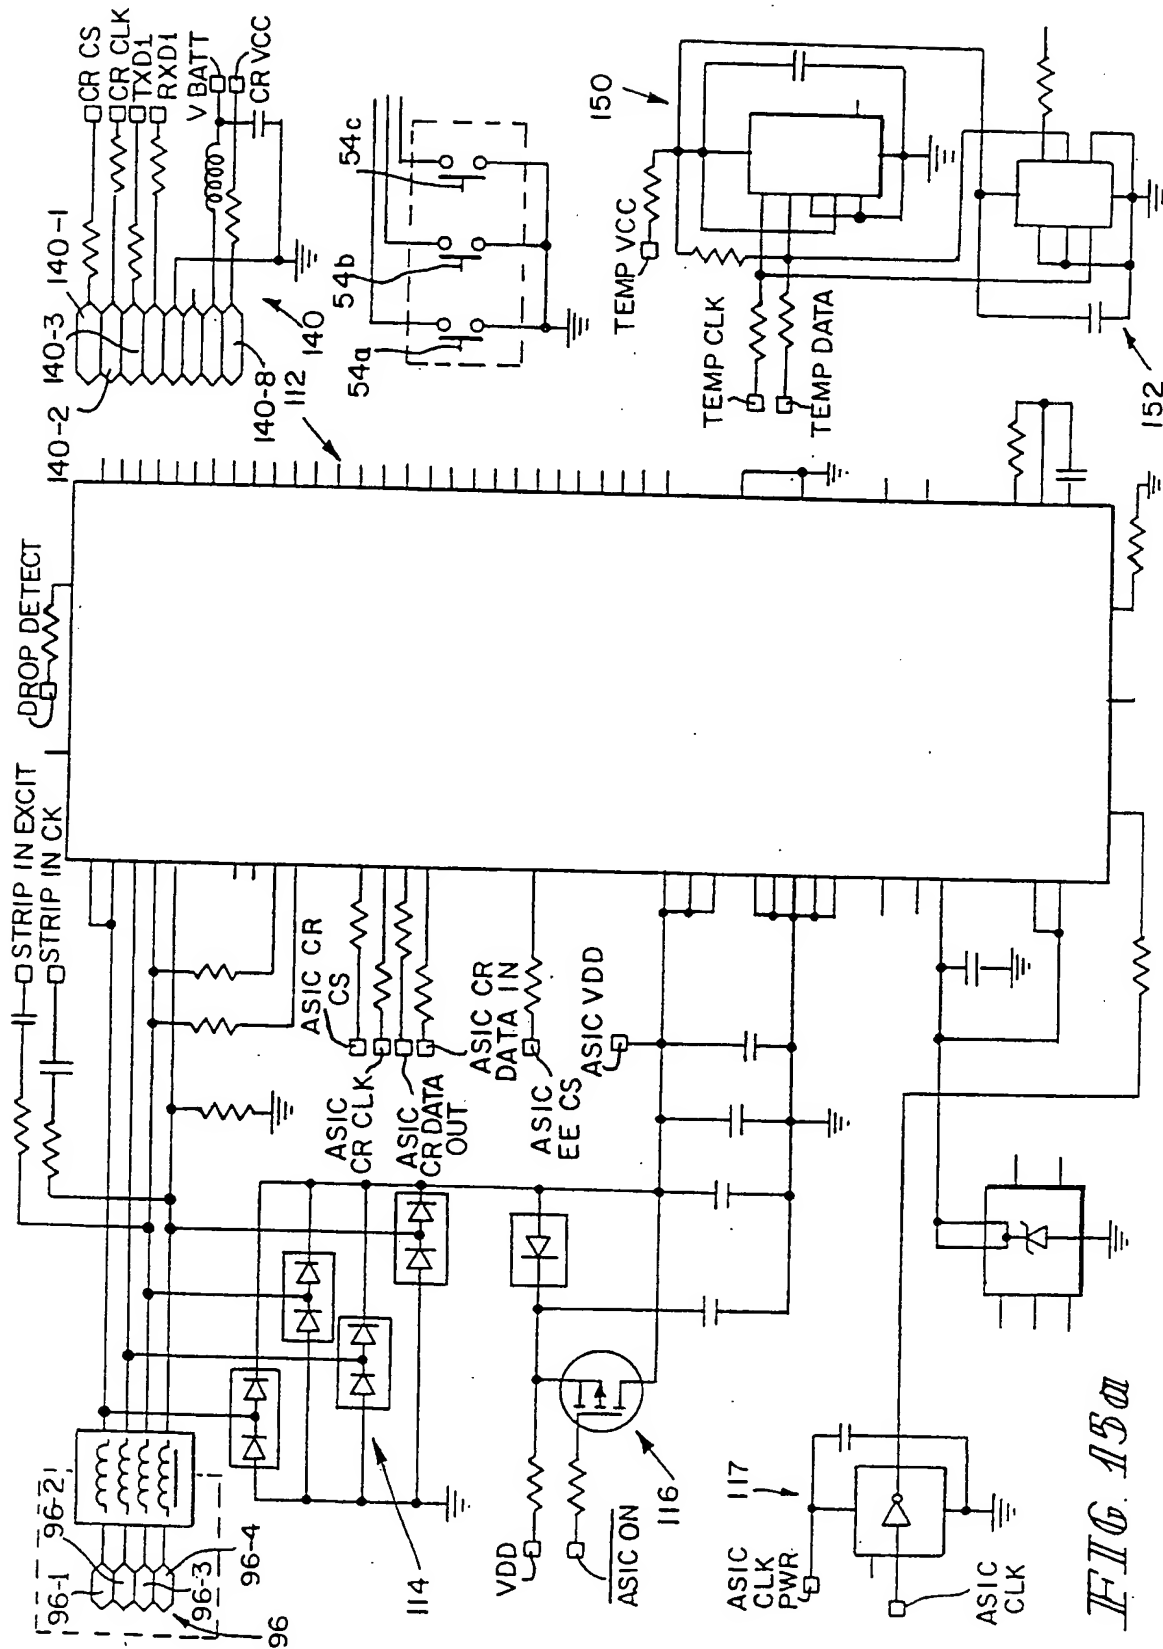 CR CS
CR CLK
TXD1
RXD1
V BATT
CR VCC
140-1
140-2
140-3
140-8
140
112
54a
54b
54c
150
TEMP VCC
TEMP CLK
TEMP DATA
152
DROP DETECT
STRIP IN EXCIT
STRIP IN CK
ASIC CR
CS
ASIC
CR CLK
ASIC
CR DATA
OUT
ASIC CR
DATA IN
ASIC
EE CS
ASIC VDD
96-1
96-2
96-3
96-4
96
114
VDD
ASIC ON
116
117
ASIC
CLK
PWR
ASIC
CLK
FIG. 15a